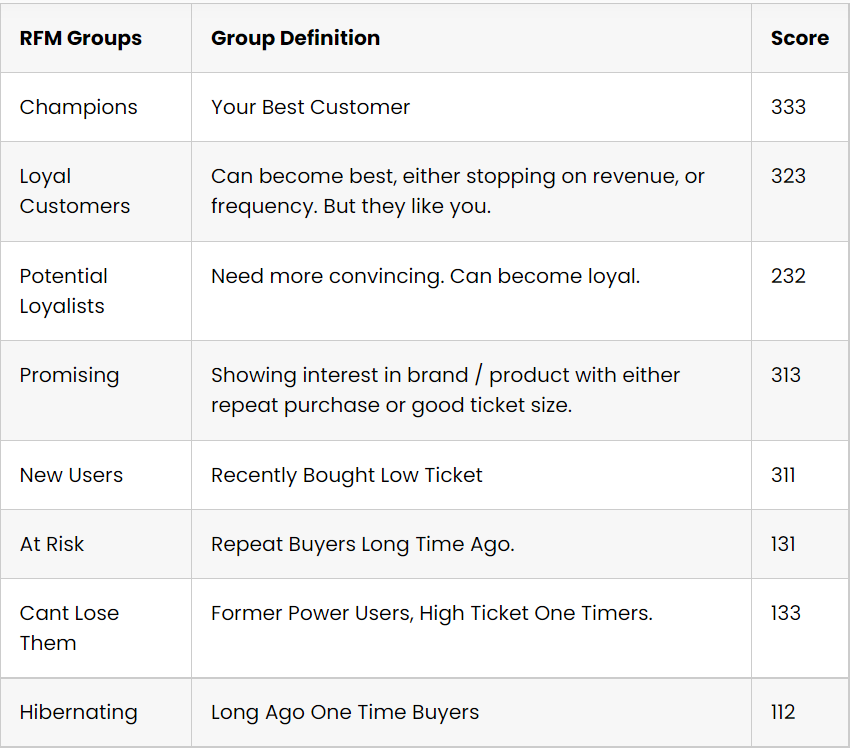 RFM Groups Group Definition Score
Champions Your Best Customer 333
Loyal Can become best, either stopping on revenue, or 323
Customers frequency. But they like you.
Potential Need more convincing. Can become loyal. 232
Loyalists
Promising Showing interest in brand / product with either 313
repeat purchase or good ticket size.
New Users Recently Bought Low Ticket 311
At Risk Repeat Buyers Long Time Ago. 131
Cant Lose Former Power Users, High Ticket One Timers. 133
Them
Hibernating Long Ago One Time Buyers 112